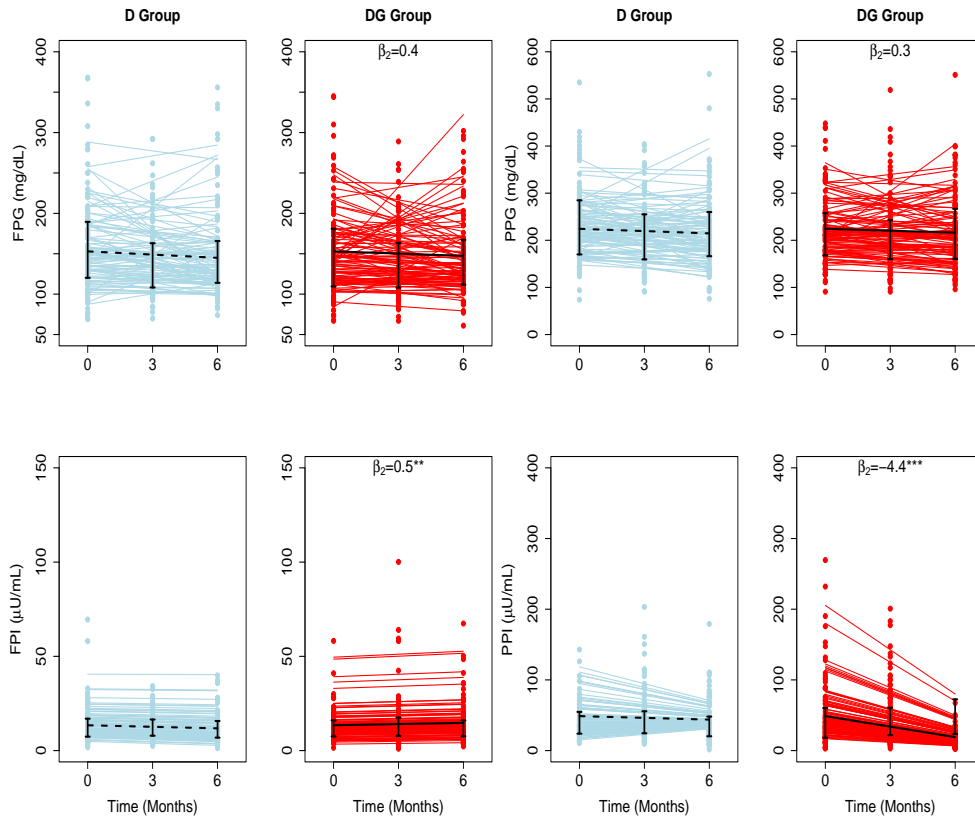 D Group
DG Group
D Group
DG Group
FPG (mg/dL)
50 100 150 200 300 400
0 3 6
β₂=0.4
50 100 150 200 300 400
0 3 6
PPG (mg/dL)
0 100 200 300 400 500 600
0 3 6
β₂=0.3
0 100 200 300 400 500 600
0 3 6
FPI (μU/mL)
0 50 100 150
0 3 6
Time (Months)
β₂=0.5**
0 50 100 150
0 3 6
Time (Months)
PPI (μU/mL)
0 100 200 300 400
0 3 6
Time (Months)
β₂=−4.4***
0 100 200 300 400
0 3 6
Time (Months)